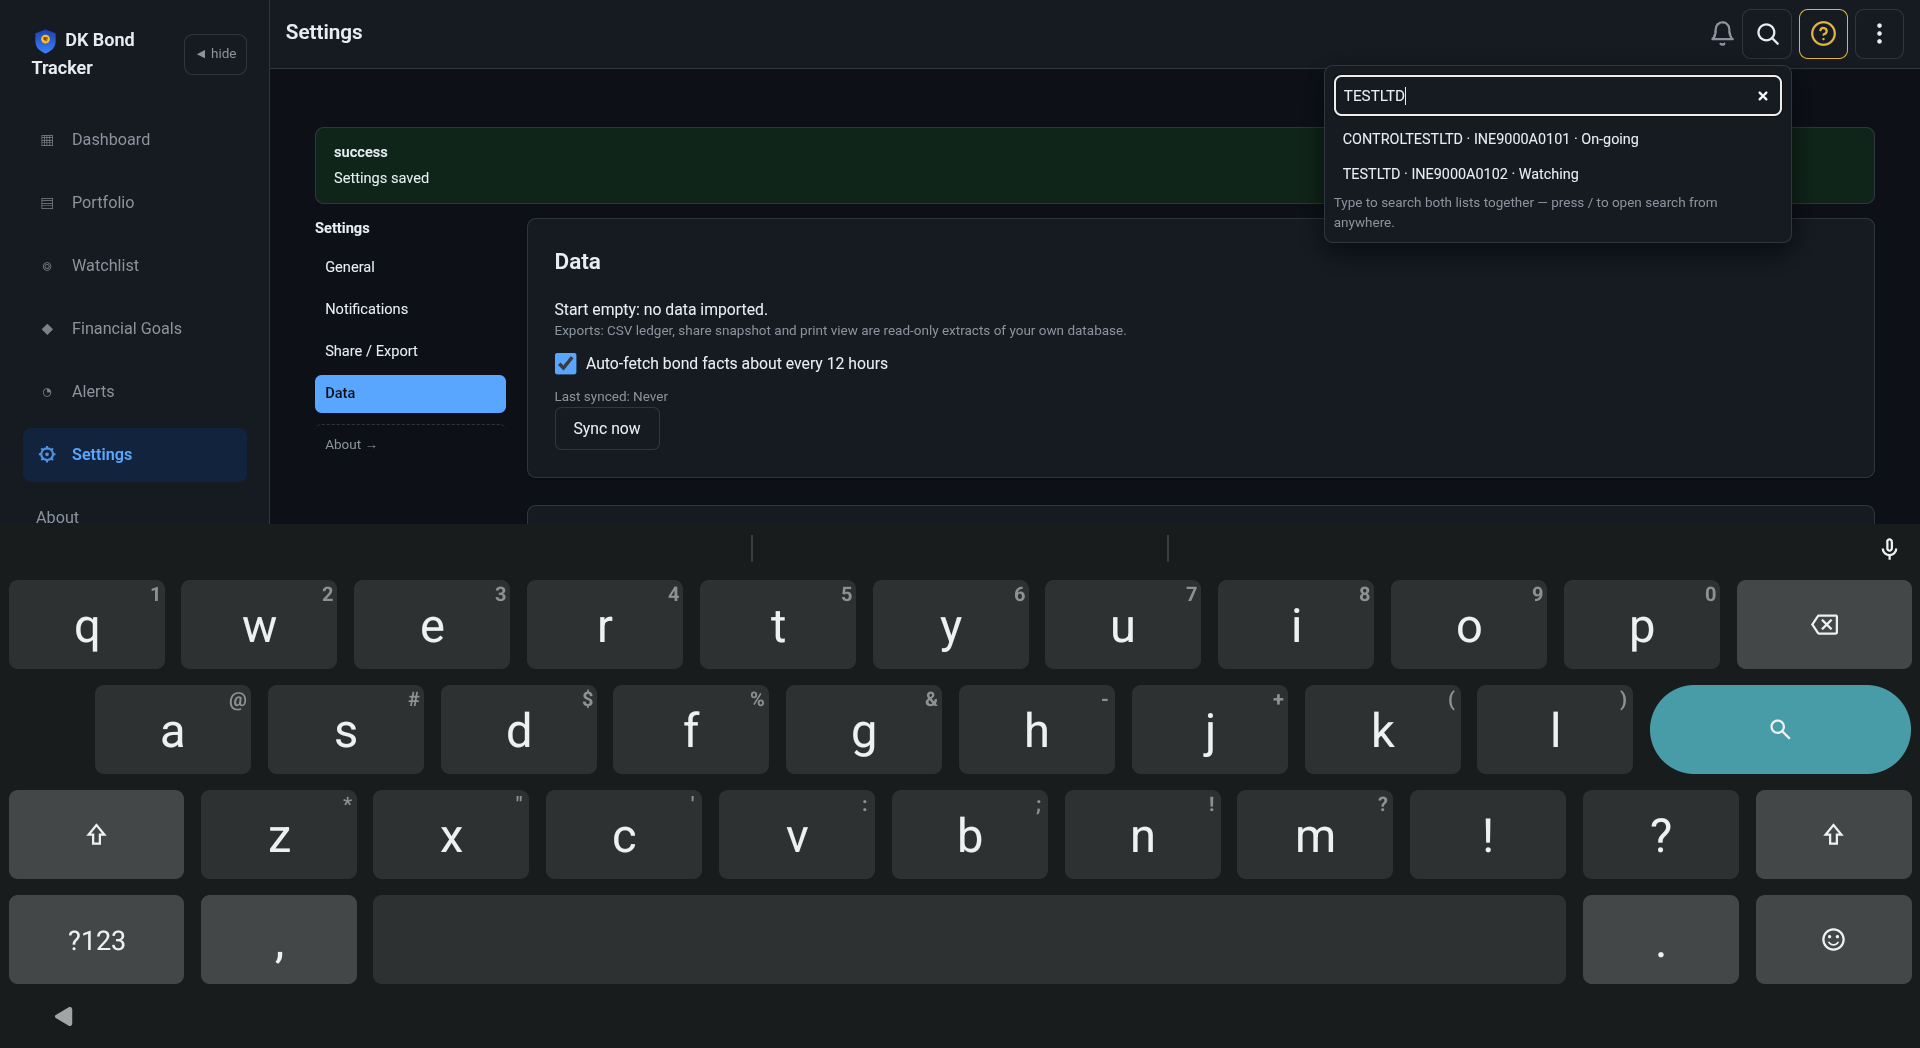 DK Bond
Tracker
◄ hide
Dashboard
Portfolio
Watchlist
Financial Goals
Alerts
Settings
About
Settings
?
TESTLTD
×
CONTROLTESTLTD · INE9000A0101 · On-going
TESTLTD · INE9000A0102 · Watching
Type to search both lists together — press / to open search from
anywhere.
success
Settings saved
Settings
General
Notifications
Share / Export
Data
About →
Data
Start empty: no data imported.
Exports: CSV ledger, share snapshot and print view are read-only extracts of your own database.
Auto-fetch bond facts about every 12 hours
Last synced: Never
Sync now
q 1 w 2 e 3 r 4 t 5 y 6 u 7 i 8 o 9 p 0
a @ s # d $ f % g & h - j + k ( l )
z * x " c ' v : b ; n ! m ? ! ?
?123 , .